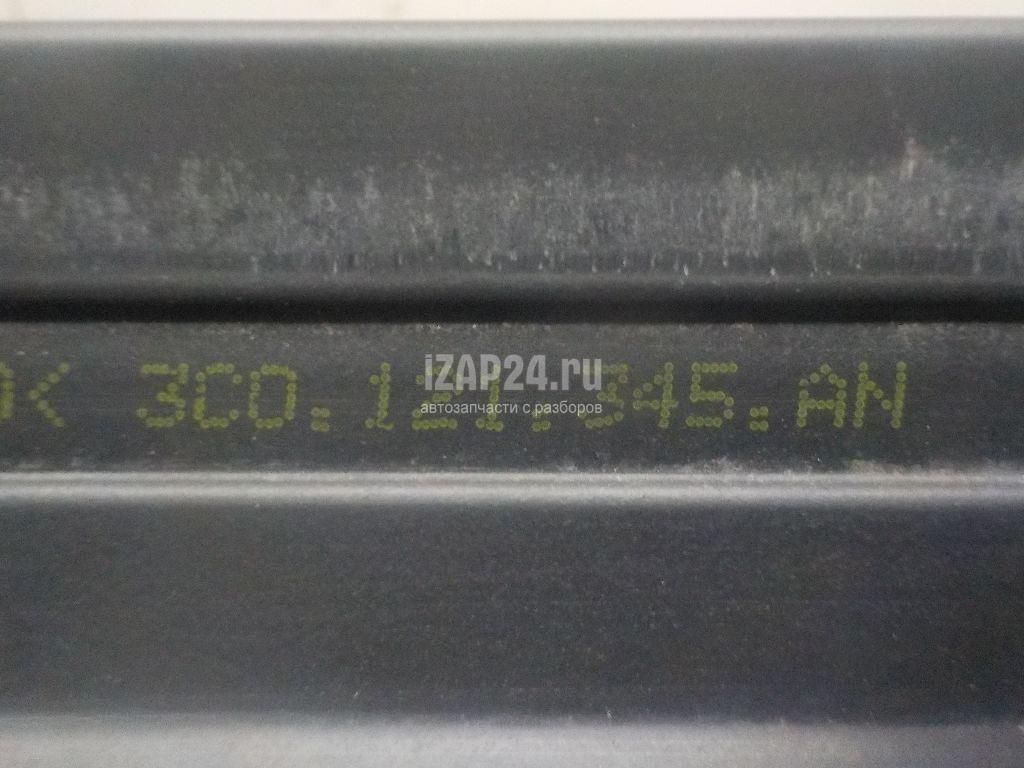 K 3C0.121.345.AN
iZAP24.ru
автозапчасти с разборов